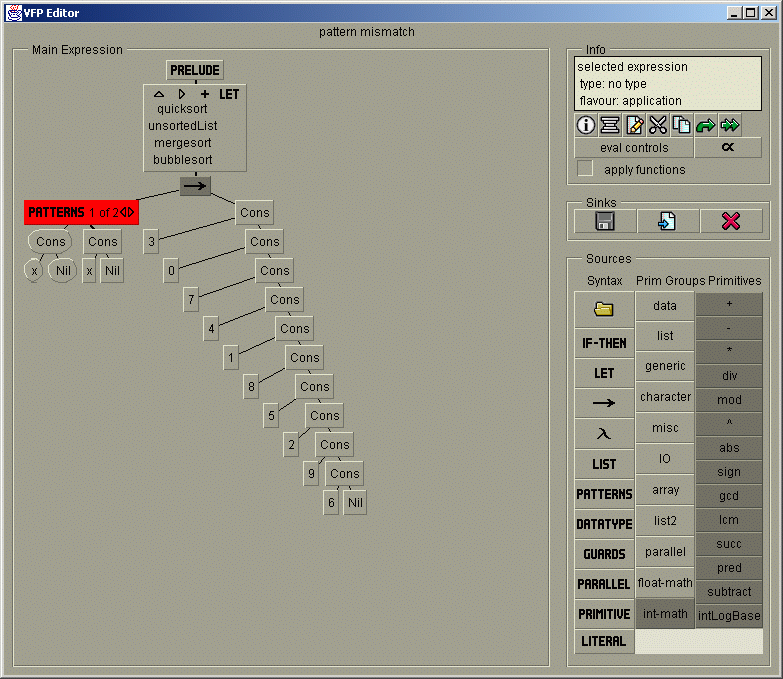 VFP Editor
pattern mismatch
Main Expression
PRELUDE
+ LET
quicksort
unsortedList
mergesort
bubblesort
→
PATTERNS 1 of 2
Cons
Cons
Cons
x
Nil
x
Nil
3
Cons
0
Cons
7
Cons
4
Cons
1
Cons
8
Cons
5
Cons
2
Cons
9
Cons
6
Nil
Info
selected expression
type: no type
flavour: application
eval controls
α
apply functions
Sinks
Sources
Syntax
IF-THEN
LET
→
λ
LIST
PATTERNS
DATATYPE
GUARDS
PARALLEL
PRIMITIVE
LITERAL
Prim Groups
data
list
generic
character
misc
IO
array
list2
parallel
float-math
int-math
Primitives
+
-
*
div
mod
^
abs
sign
gcd
lcm
succ
pred
subtract
intLogBase